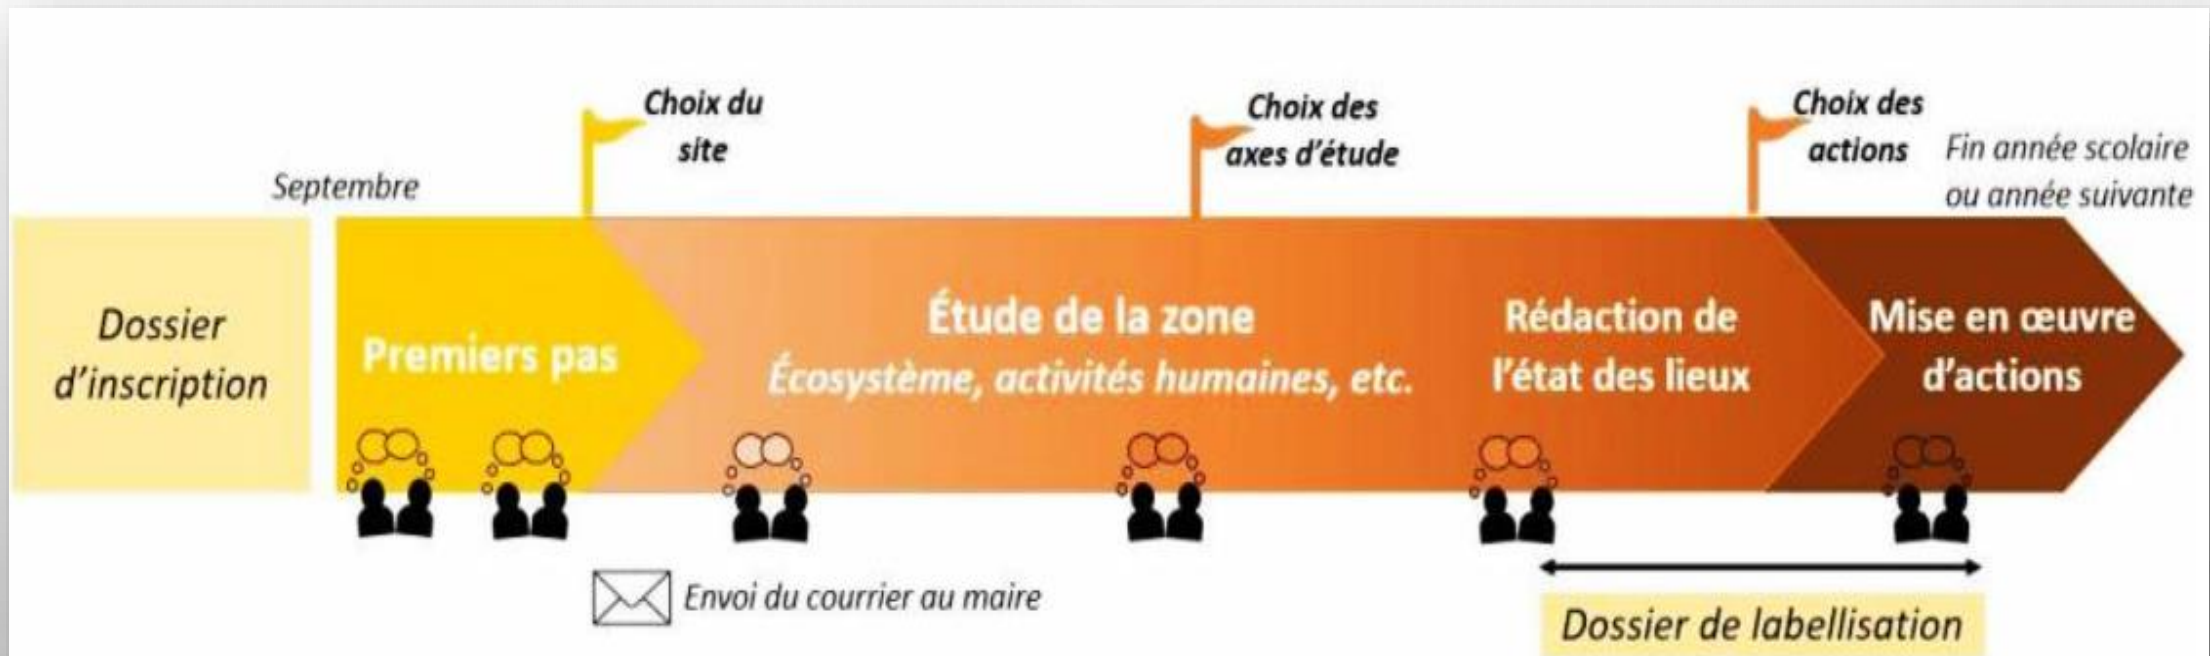 Choix du
site
Choix des
axes d'étude
Choix des
actions
Fin année scolaire
ou année suivante
Septembre
Dossier
d'inscription
Premiers pas
Étude de la zone
Écosystème, activités humaines, etc.
Rédaction de
l'état des lieux
Mise en œuvre
d'actions
Envoi du courrier au maire
Dossier de labellisation